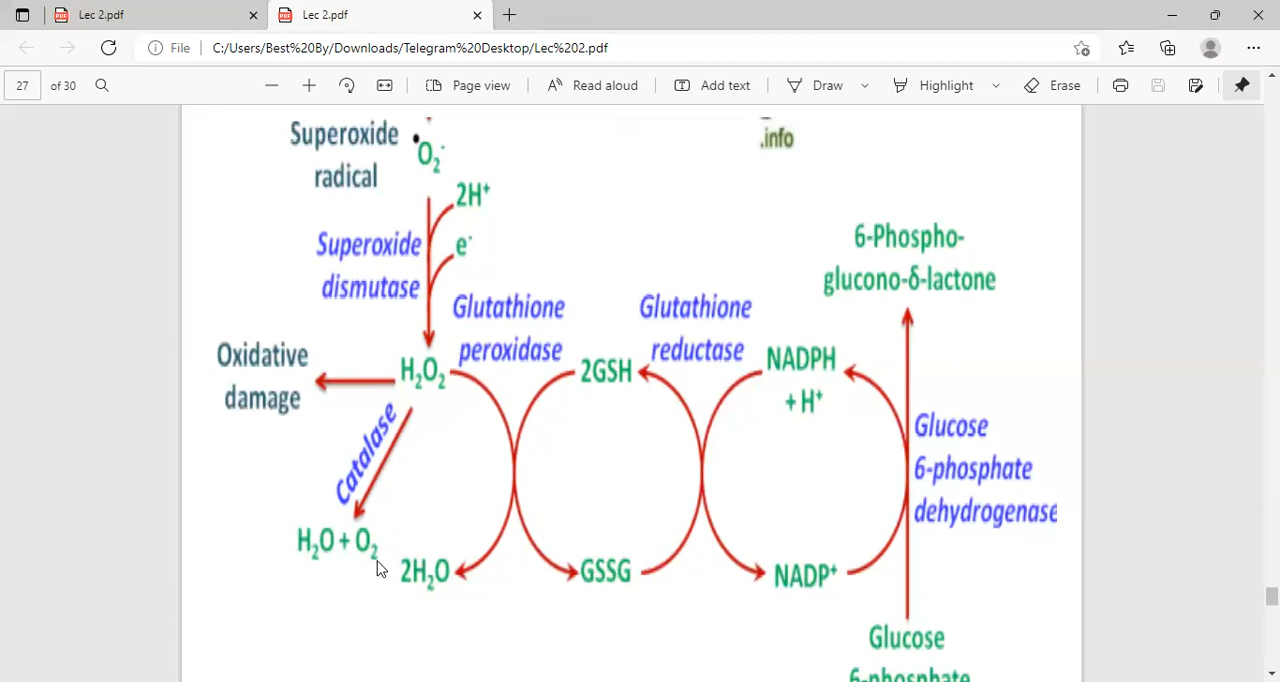 Lec 2.pdf
Lec 2.pdf
File
C:/Users/Best%20By/Downloads/Telegram%20Desktop/Lec%202.pdf
27 of 30
Page view
Read aloud
Add text
Draw
Highlight
Erase
.info
Superoxide
radical
•O₂⁻
2H⁺
e⁻
Superoxide
dismutase
6-Phospho-
glucono-δ-lactone
Glutathione
peroxidase
Glutathione
reductase
Oxidative
damage
H₂O₂
2GSH
NADPH
+ H⁺
Catalase
Glucose
6-phosphate
dehydrogenase
H₂O + O₂
2H₂O
GSSG
NADP⁺
Glucose
6-phosphate